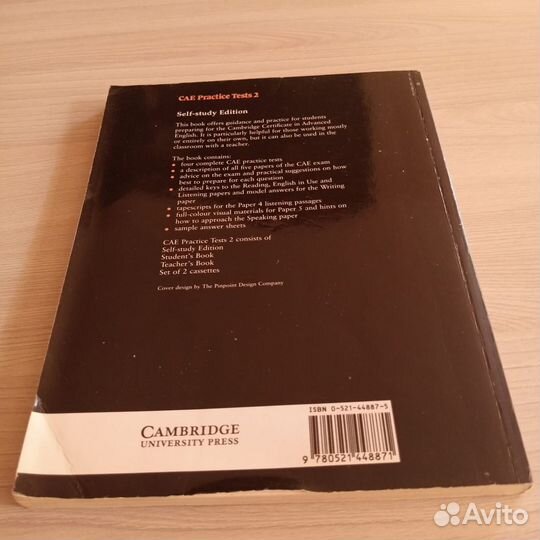 CAE Practice Tests 2
Self-study Edition
This book offers guidance and practice for students
preparing for the Cambridge Certificate in Advanced
English. It is particularly helpful for those working mostly
or entirely on their own, but it can also be used in the
classroom with a teacher.
The book contains:
• four complete CAE practice tests
• a description of all five papers of the CAE exam
• advice on the exam and practical suggestions on how
best to prepare for each question
• detailed keys to the Reading, English in Use and
Listening papers and model answers for the Writing
paper
• tapescripts for the Paper 4 listening passages
• full-colour visual materials for Paper 5 and hints on
how to approach the Speaking paper
• sample answer sheets
CAE Practice Tests 2 consists of
Self-study Edition
Student's Book
Teacher's Book
Set of 2 cassettes
Cover design by The Pinpoint Design Company
CAMBRIDGE
UNIVERSITY PRESS
ISBN 0-521-44887-5
9 780521 448871
Avito